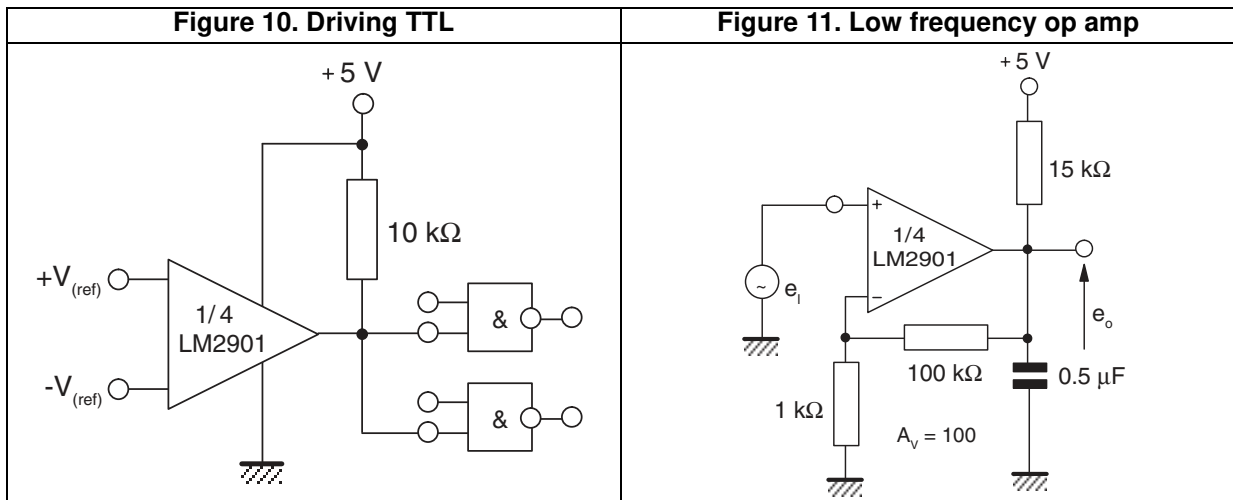 Figure 10. Driving TTL
+ 5 V
10 kΩ
+V(ref)
1/4
LM2901
-V(ref)
&
&
Figure 11. Low frequency op amp
+ 5 V
15 kΩ
+
1/4
LM2901
~
eI
−
eo
100 kΩ
0.5 μF
1 kΩ
AV = 100